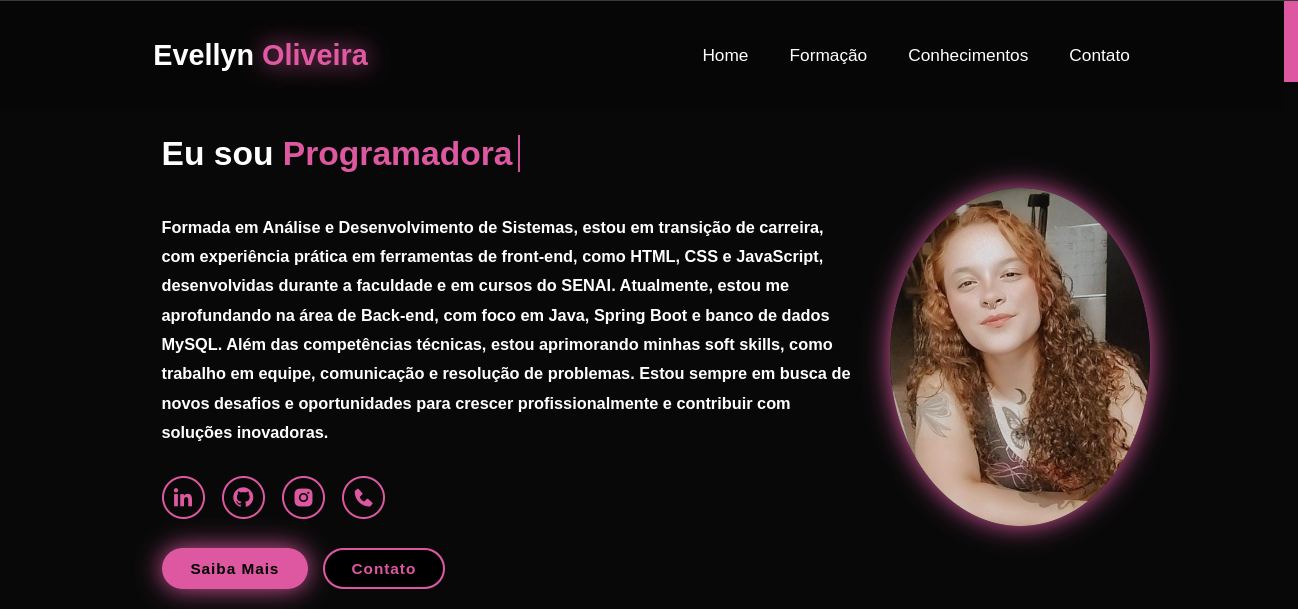 Evellyn Oliveira
Home
Formação
Conhecimentos
Contato
Eu sou Programadora
Formada em Análise e Desenvolvimento de Sistemas, estou em transição de carreira,
com experiência prática em ferramentas de front-end, como HTML, CSS e JavaScript,
desenvolvidas durante a faculdade e em cursos do SENAI. Atualmente, estou me
aprofundando na área de Back-end, com foco em Java, Spring Boot e banco de dados
MySQL. Além das competências técnicas, estou aprimorando minhas soft skills, como
trabalho em equipe, comunicação e resolução de problemas. Estou sempre em busca de
novos desafios e oportunidades para crescer profissionalmente e contribuir com
soluções inovadoras.
in
Saiba Mais
Contato